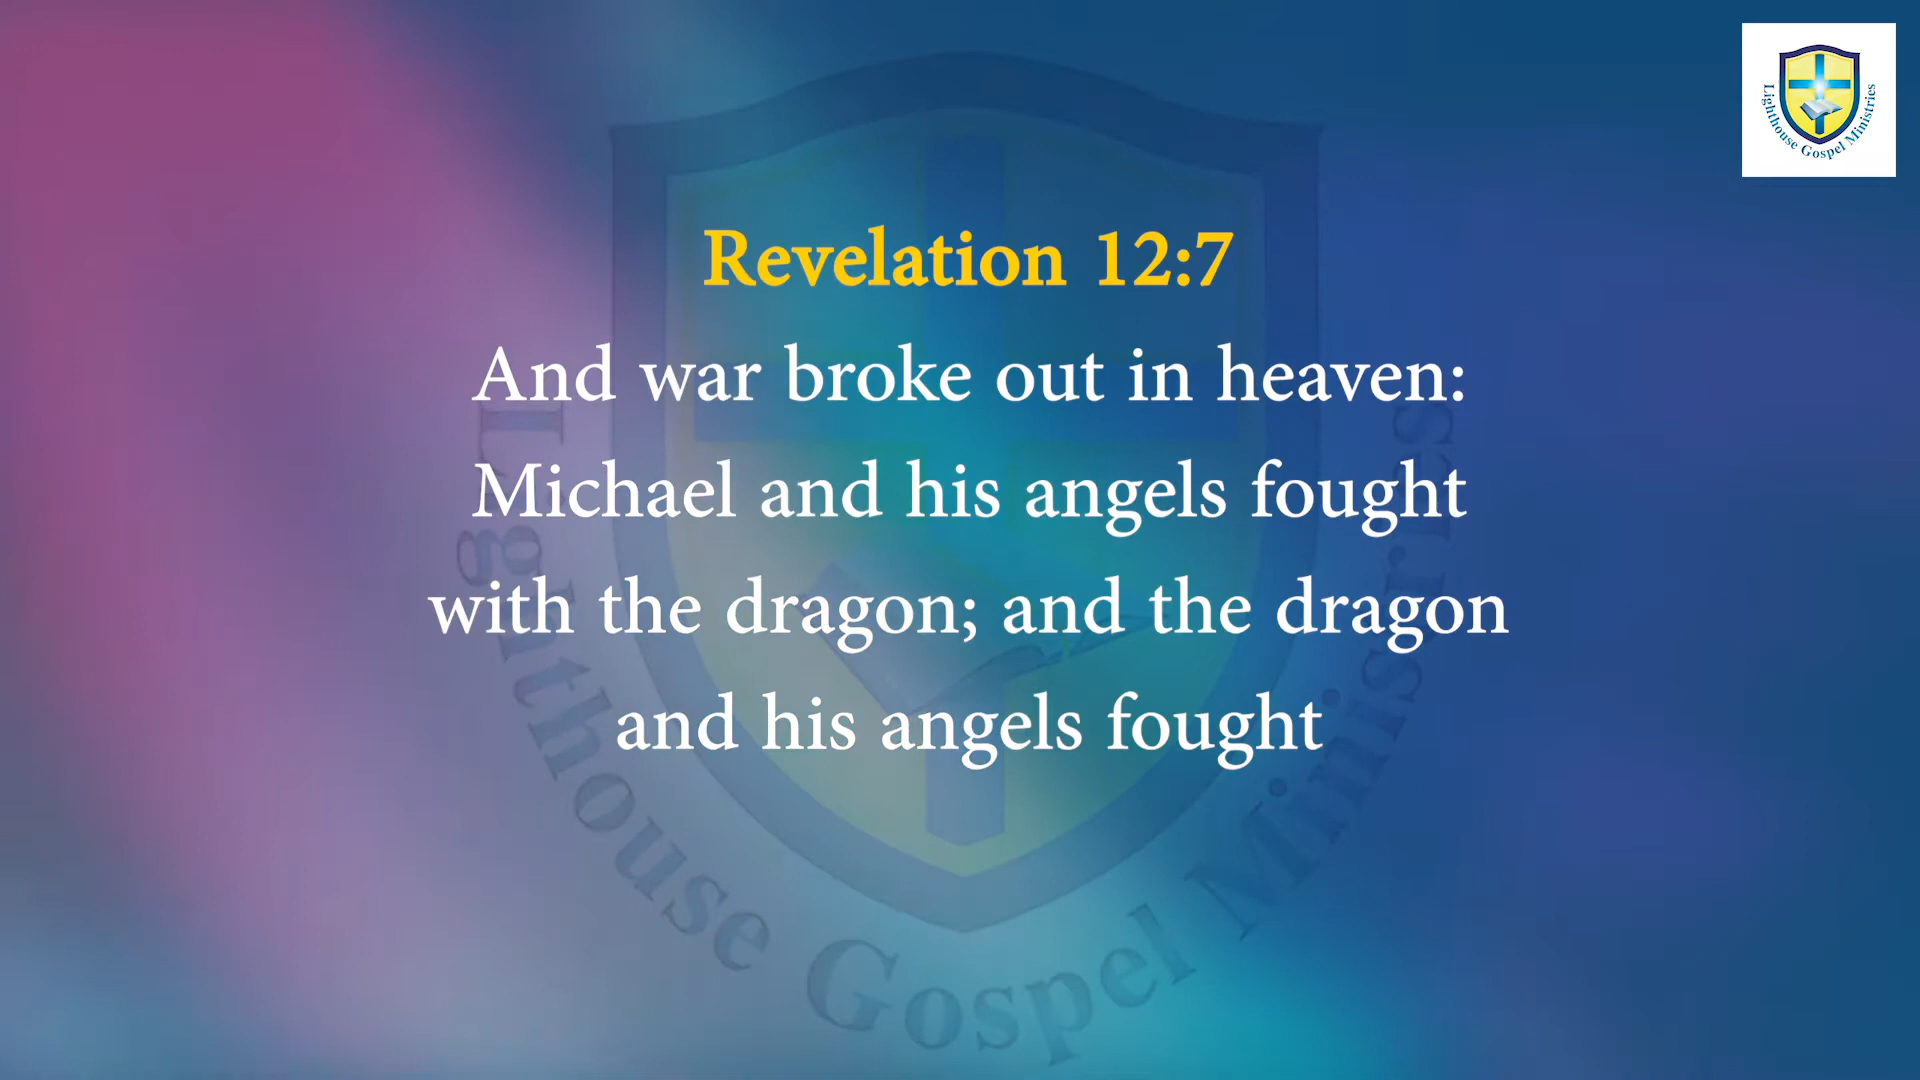 Lighthouse Gospel Ministries
Revelation 12:7
And war broke out in heaven:
Michael and his angels fought
with the dragon; and the dragon
and his angels fought
Lighthouse Gospel Ministries